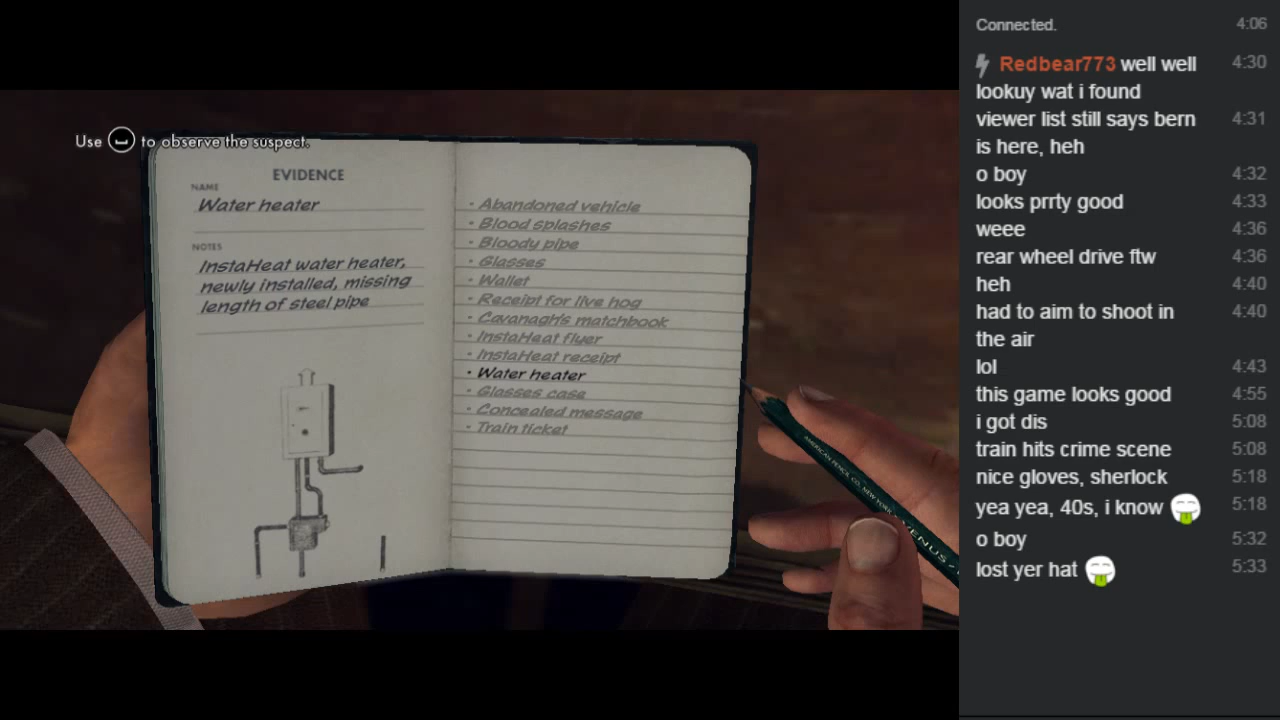 Use to observe the suspect.
EVIDENCE
NAME
Water heater
NOTES
InstaHeat water heater,
newly installed, missing
length of steel pipe
- Abandoned vehicle
- Blood splashes
- Bloody pipe
- Glasses
- Wallet
- Receipt for live hog
- Cavanagh's matchbook
- InstaHeat flyer
- InstaHeat receipt
- Water heater
- Glasses case
- Concealed message
- Train ticket
AMERICAN PENCIL CO. NEW YORK
VENUS
Connected. 4:06
Redbear773 well well 4:30
lookuy wat i found
viewer list still says bern 4:31
is here, heh
o boy 4:32
looks prrty good 4:33
weee 4:36
rear wheel drive ftw 4:36
heh 4:40
had to aim to shoot in 4:40
the air
lol 4:43
this game looks good 4:55
i got dis 5:08
train hits crime scene 5:08
nice gloves, sherlock 5:18
yea yea, 40s, i know 5:18
o boy 5:32
lost yer hat 5:33